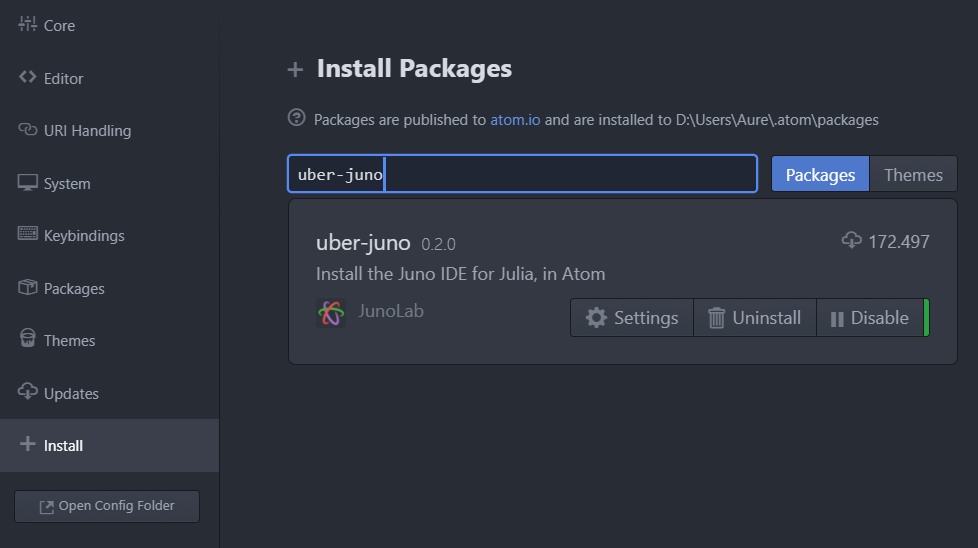 Core
Editor
URI Handling
System
Keybindings
Packages
Themes
Updates
Install
Open Config Folder
Install Packages
Packages are published to atom.io and are installed to D:\Users\Aure\.atom\packages
uber-juno
Packages Themes
uber-juno 0.2.0 172.497
Install the Juno IDE for Julia, in Atom
JunoLab
Settings Uninstall Disable